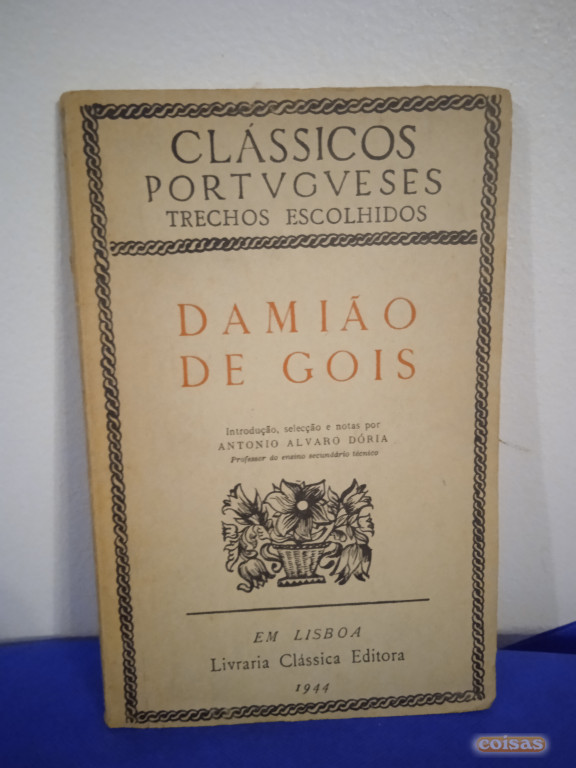 CLÁSSICOS
PORTVGVESES
TRECHOS ESCOLHIDOS
DAMIÃO
DE GOIS
Introdução, selecção e notas por
ANTONIO ALVARO DÓRIA
Professor do ensino secundário técnico
EM LISBOA
Livraria Clássica Editora
1944
coisas